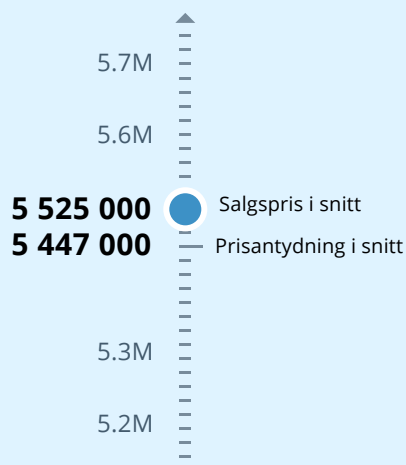 5.7M
5.6M
5 525 000 Salgspris i snitt
5 447 000 Prisantydning i snitt
5.3M
5.2M